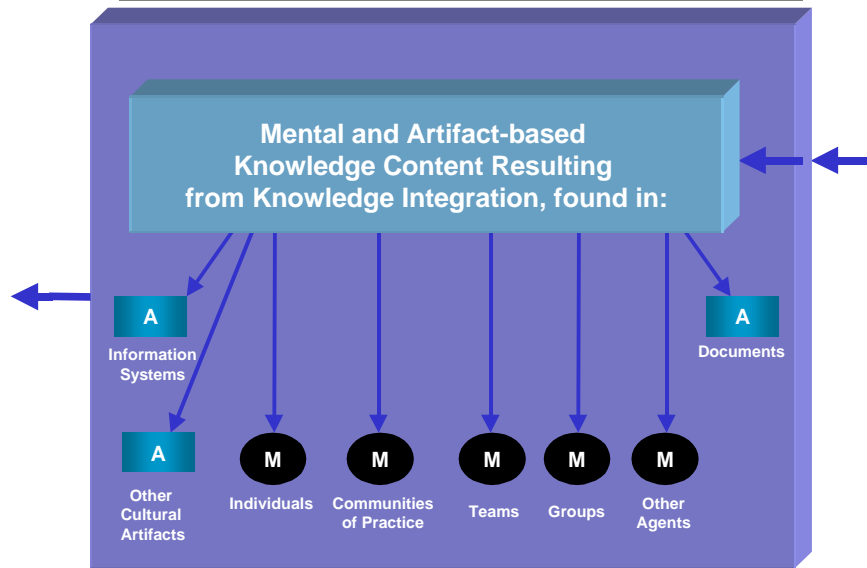 Mental and Artifact-based
Knowledge Content Resulting
from Knowledge Integration, found in:
A
Information
Systems
A
Documents
A
Other
Cultural
Artifacts
M
Individuals
M
Communities
of Practice
M
Teams
M
Groups
M
Other
Agents